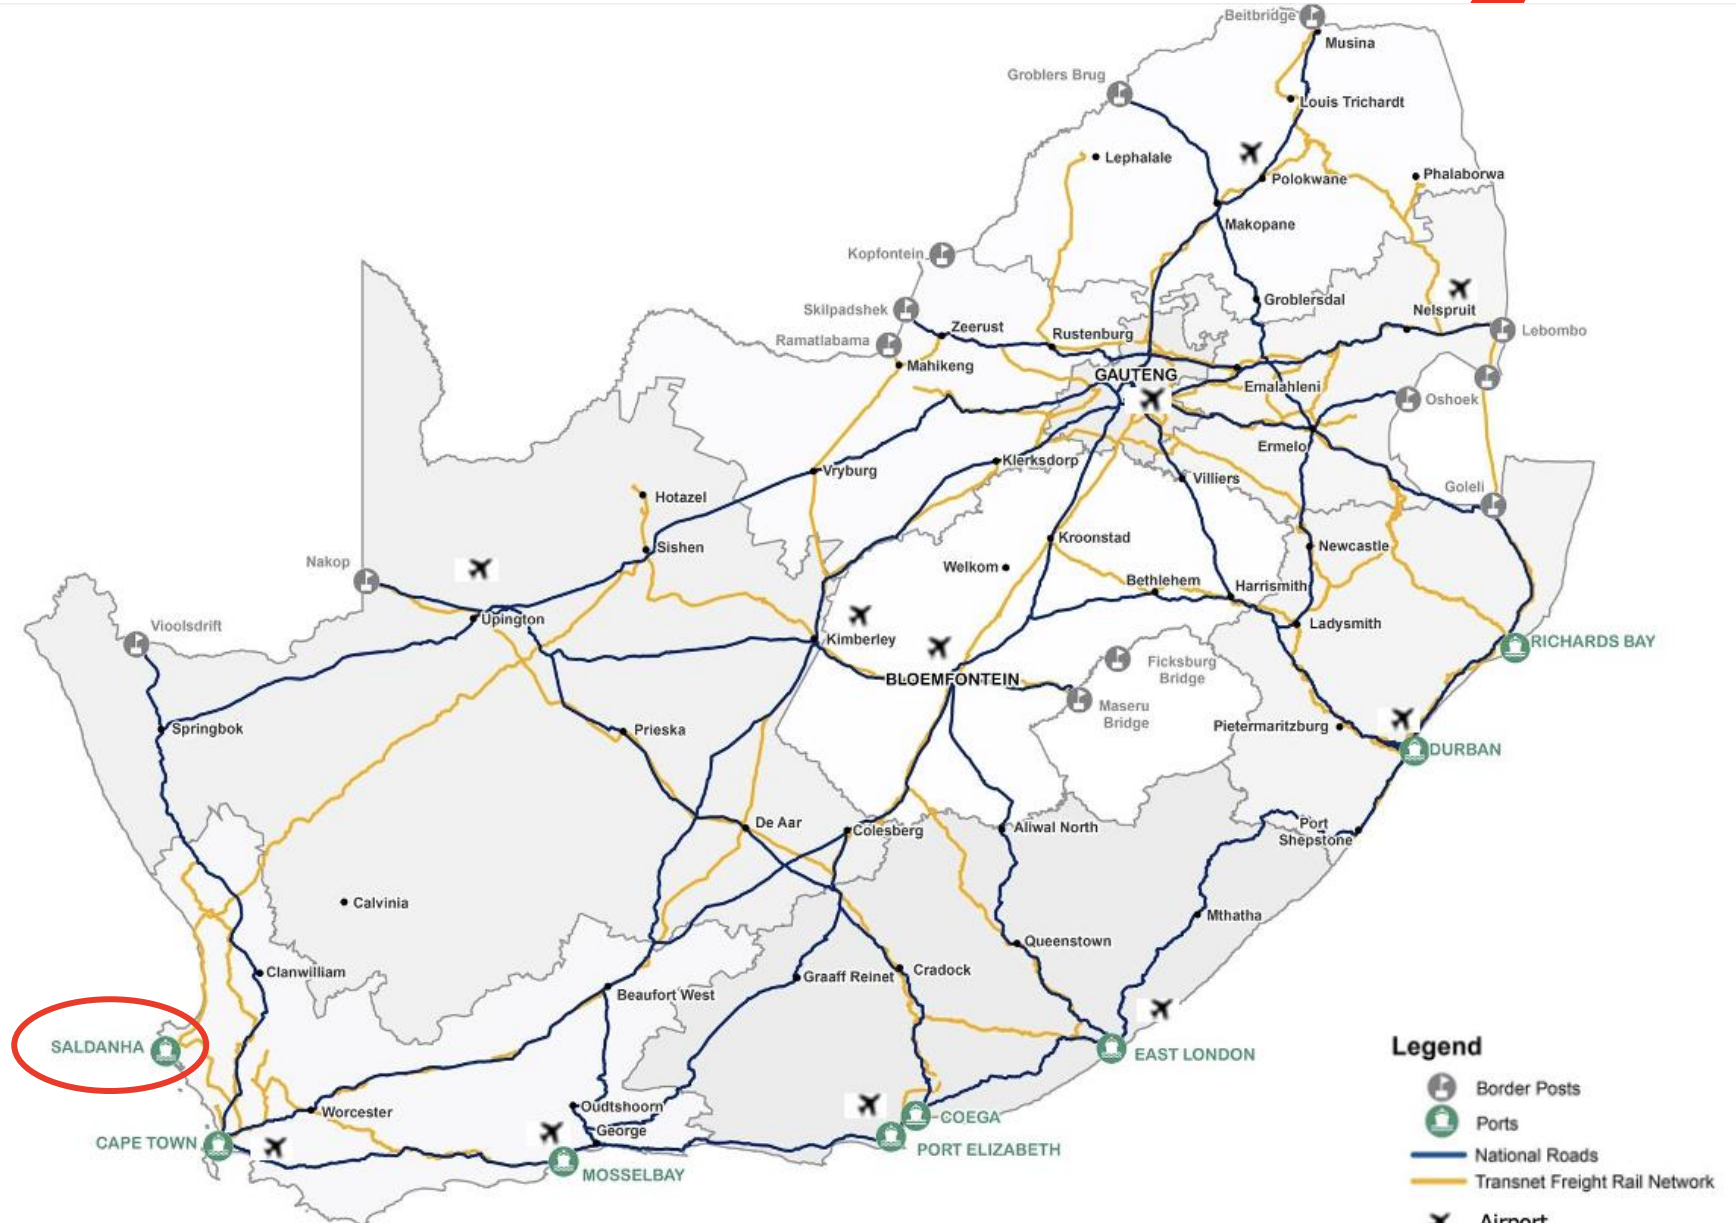 Beitbridge
Musina
Groblers Brug
Louis Trichardt
Lephalale
Polokwane
Phalaborwa
Makopane
Kopfontein
Groblersdal
Skilpadshek
Nelspruit
Zeerust
Rustenburg
Lebombo
Ramatlabama
Mahikeng
GAUTENG
Emalahleni
Oshoek
Ermelo
Klerksdorp
Vryburg
Villiers
Goleli
Hotazel
Kroonstad
Sishen
Newcastle
Nakop
Welkom
Bethlehem
Harrismith
Upington
Ladysmith
Vioolsdrift
Kimberley
RICHARDS BAY
Ficksburg
Bridge
BLOEMFONTEIN
Maseru
Bridge
Springbok
Prieska
Pietermaritzburg
DURBAN
De Aar
Colesberg
Aliwal North
Port
Shepstone
Calvinia
Mthatha
Queenstown
Clanwilliam
Graaff Reinet
Cradock
Beaufort West
SALDANHA
EAST LONDON
Worcester
Oudtshoorn
George
COEGA
CAPE TOWN
PORT ELIZABETH
MOSSELBAY
Legend
Border Posts
Ports
National Roads
Transnet Freight Rail Network
Airport